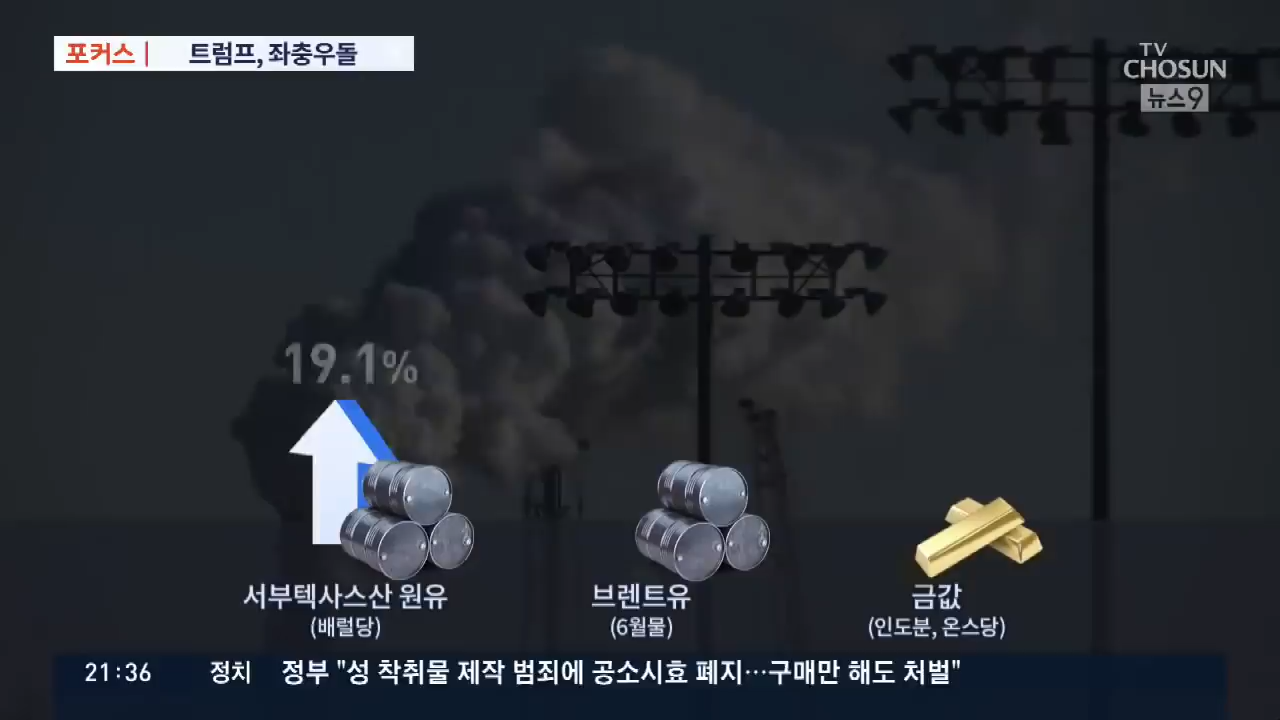 포커스 | 트럼프, 좌충우돌
TV
CHOSUN
뉴스9
19.1%
서부텍사스산 원유
(배럴당)
브렌트유
(6월물)
금값
(인도분, 온스당)
21:36 정치 정부 "성 착취물 제작 범죄에 공소시효 폐지…구매만 해도 처벌"